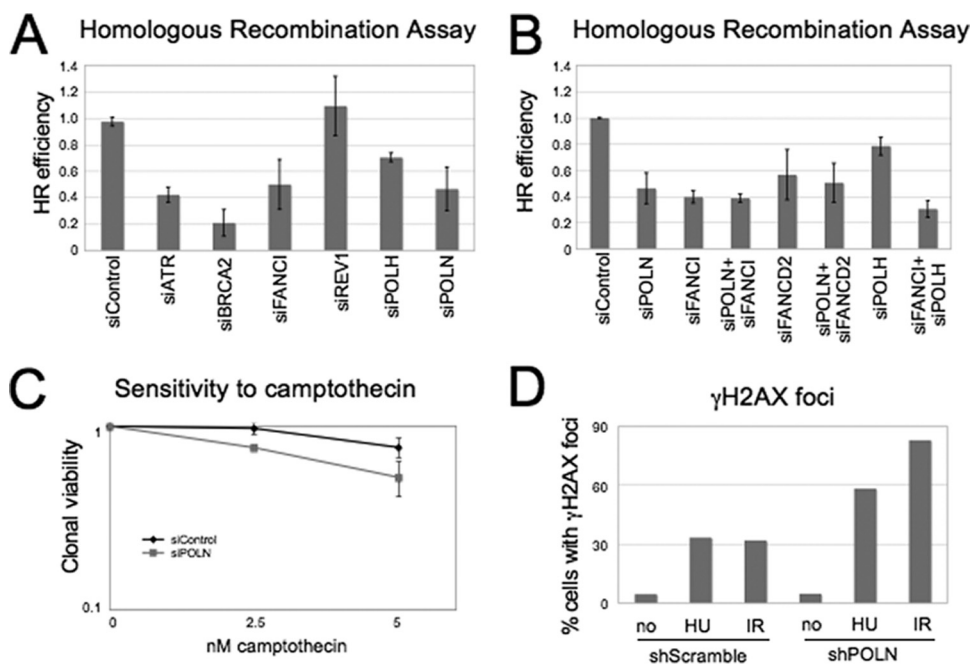 A
Homologous Recombination Assay
HR efficiency
1.4
1.2
1.0
0.8
0.6
0.4
0.2
0
siControl
siATR
siBRCA2
siFANCI
siREV1
siPOLH
siPOLN
B
Homologous Recombination Assay
HR efficiency
1.4
1.2
1.0
0.8
0.6
0.4
0.2
0
siControl
siPOLN
siFANCI
siPOLN+
siFANCI
siFANCD2
siPOLN+
siFANCD2
siPOLH
siFANCI+
siPOLH
C
Sensitivity to camptothecin
Clonal viability
1
0.1
siControl
siPOLN
0
2.5
5
nM camptothecin
D
γH2AX foci
% cells with γH2AX foci
90
60
30
0
no HU IR no HU IR
shScramble shPOLN